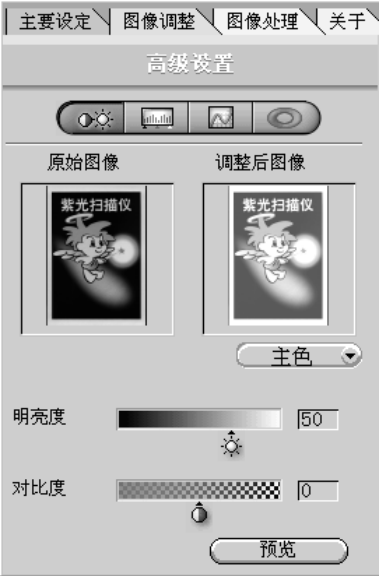 主要设定 图像调整 图像处理 关于
高级设置
原始图像 调整后图像
紫光扫描仪 紫光扫描仪
主色
明亮度 50
对比度 0
预览